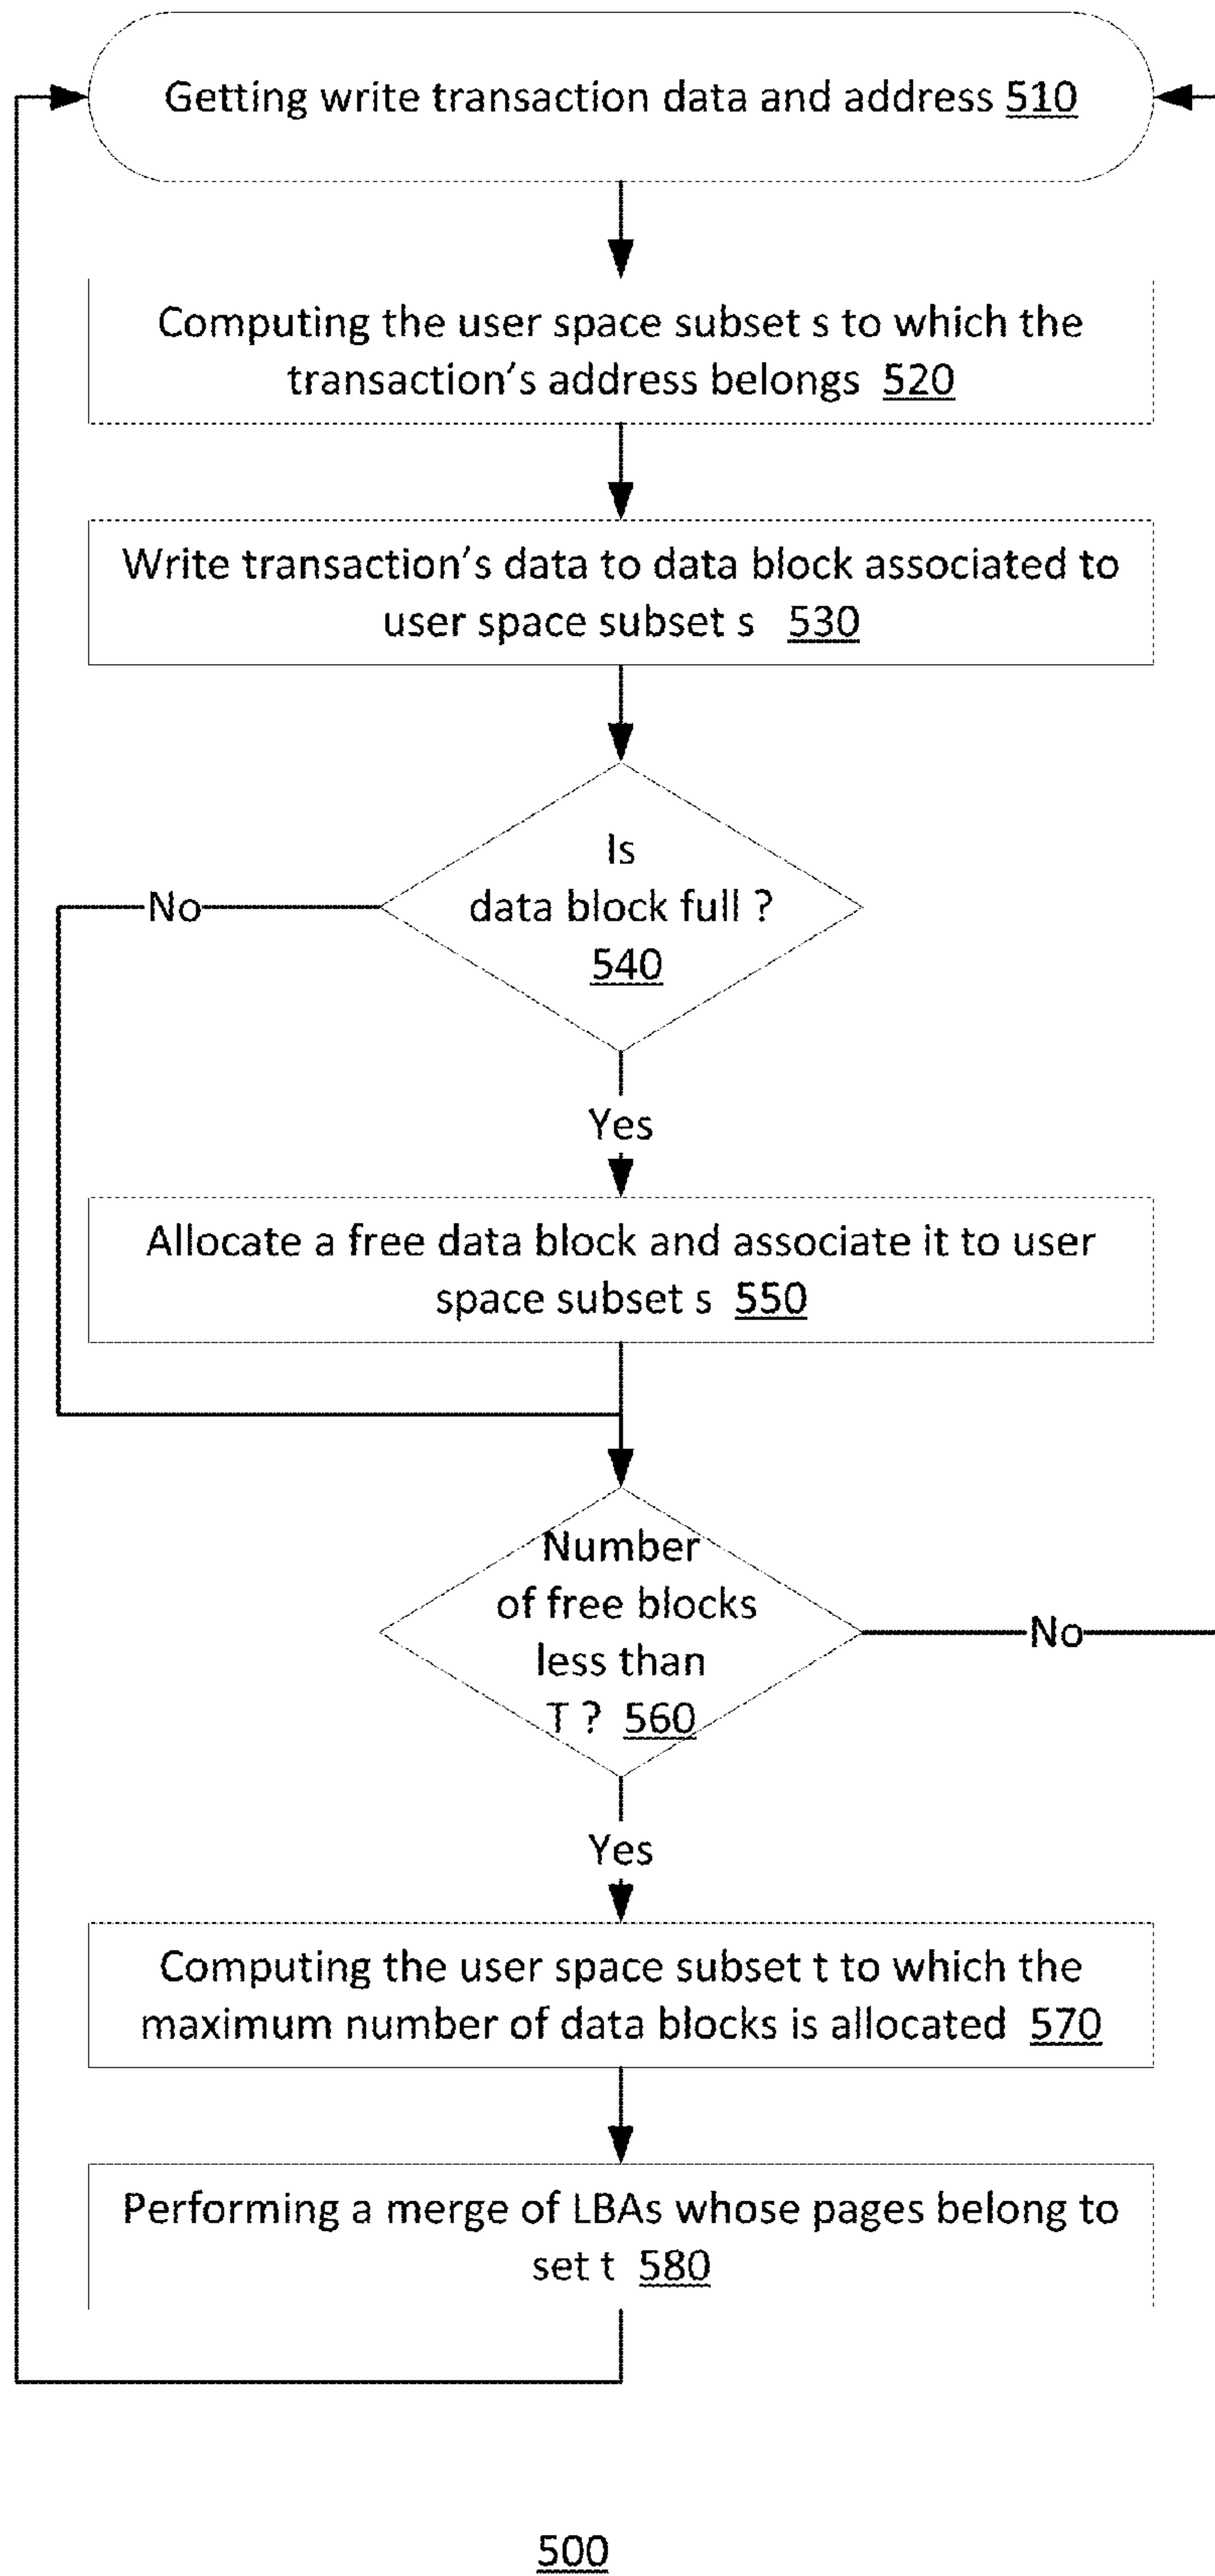 Getting write transaction data and address 510
Computing the user space subset s to which the
transaction's address belongs 520
Write transaction's data to data block associated to
user space subset s 530
Is
data block full ?
540
No
Yes
Allocate a free data block and associate it to user
space subset s 550
Number
of free blocks
less than
T ? 560
No
Yes
Computing the user space subset t to which the
maximum number of data blocks is allocated 570
Performing a merge of LBAs whose pages belong to
set t 580
500